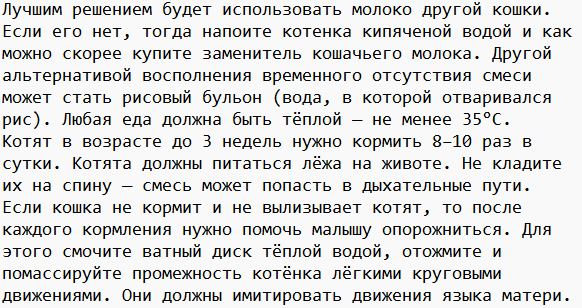 Лучшим решением будет использовать молоко другой кошки.
Если его нет, тогда напоите котенка кипяченой водой и как
можно скорее купите заменитель кошачьего молока. Другой
альтернативой восполнения временного отсутствия смеси
может стать рисовый бульон (вода, в которой отваривался
рис). Любая еда должна быть тёплой — не менее 35°С.
Котят в возрасте до 3 недель нужно кормить 8–10 раз в
сутки. Котята должны питаться лёжа на животе. Не кладите
их на спину — смесь может попасть в дыхательные пути.
Если кошка не кормит и не вылизывает котят, то после
каждого кормления нужно помочь малышу опорожниться. Для
этого смочите ватный диск тёплой водой, отожмите и
помассируйте промежность котёнка лёгкими круговыми
движениями. Они должны имитировать движения языка матери.